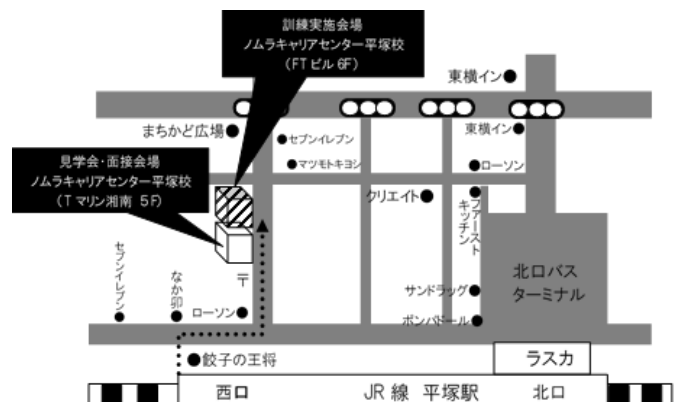 訓練実施会場
ノムラキャリアセンター平塚校
(FTビル 6F)
東横イン
まちかど広場
セブンイレブン
東横イン
見学会・面接会場
ノムラキャリアセンター平塚校
(Tマリン湘南 5F)
マツモトキヨシ
ローソン
クリエイト
ファースト
キッチン
セブンイレブン
なか卯
〒
ローソン
サンドラッグ
ボンパドール
北口バス
ターミナル
餃子の王将
ラスカ
西口
JR線 平塚駅
北口